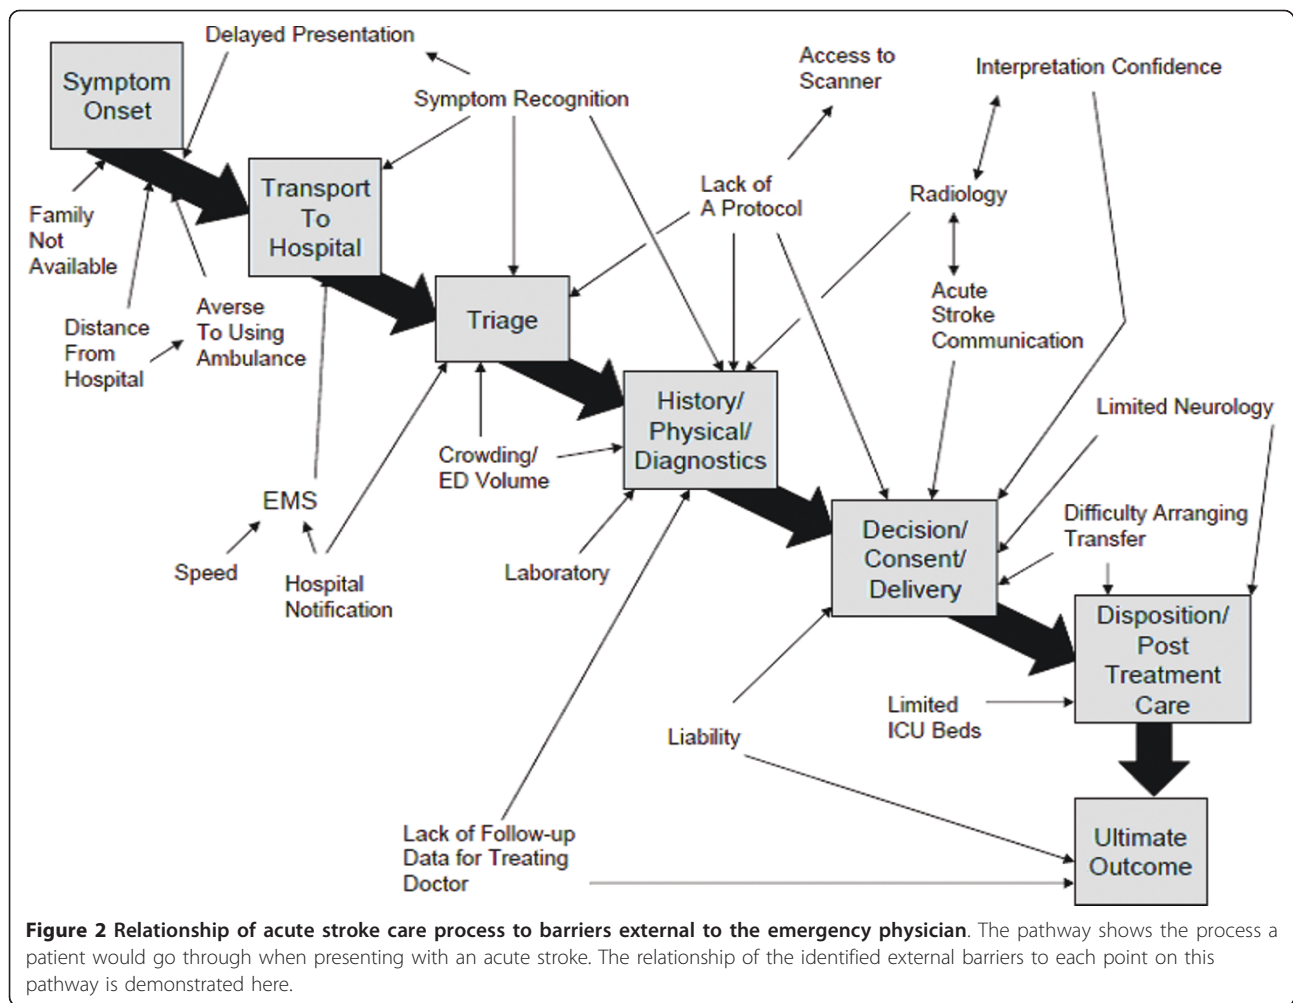 Delayed Presentation
Symptom
Onset
Symptom Recognition
Access to
Scanner
Interpretation Confidence
Transport
To
Hospital
Lack of
A Protocol
Radiology
Family
Not
Available
Distance
From
Hospital
Averse
To Using
Ambulance
Triage
Acute
Stroke
Communication
History/
Physical/
Diagnostics
Limited Neurology
Crowding/
ED Volume
EMS
Speed
Hospital
Notification
Laboratory
Decision/
Consent/
Delivery
Difficulty Arranging
Transfer
Disposition/
Post
Treatment
Care
Limited
ICU Beds
Liability
Lack of Follow-up
Data for Treating
Doctor
Ultimate
Outcome
Figure 2 Relationship of acute stroke care process to barriers external to the emergency physician. The pathway shows the process a
patient would go through when presenting with an acute stroke. The relationship of the identified external barriers to each point on this
pathway is demonstrated here.